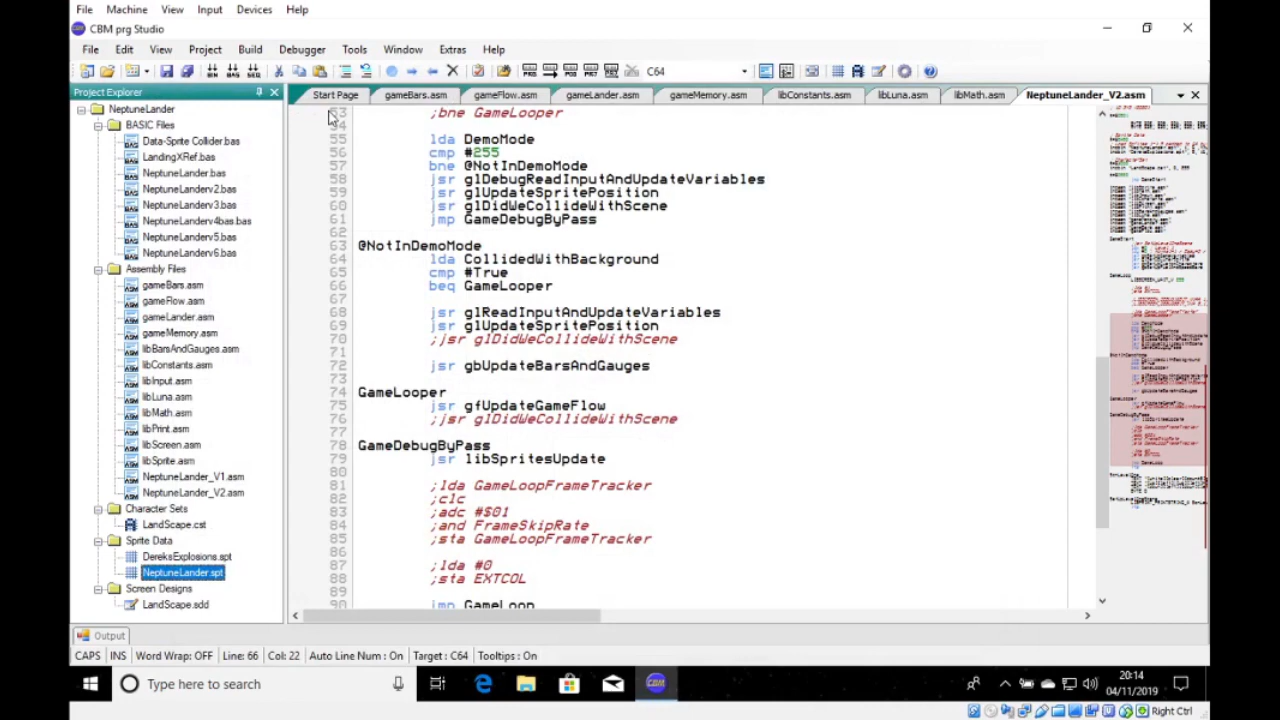 File Machine View Input Devices Help
CBM prg Studio
File Edit View Project Build Debugger Tools Window Extras Help
C64
Project Explorer
Start Page gameBars.asm gameFlow.asm gameLander.asm gameMemory.asm libConstants.asm libLuna.asm libMath.asm NeptuneLander_V2.asm
NeptuneLander
BASIC Files
Data-Sprite Collider.bas
LandingXRef.bas
NeptuneLander.bas
NeptuneLanderv2.bas
NeptuneLanderv3.bas
NeptuneLanderv4bas.bas
NeptuneLanderv5.bas
NeptuneLanderv6.bas
Assembly Files
gameBars.asm
gameFlow.asm
gameLander.asm
gameMemory.asm
libBarsAndGauges.asm
libConstants.asm
libInput.asm
libLuna.asm
libMath.asm
libPrint.asm
libScreen.asm
libSprite.asm
NeptuneLander_V1.asm
NeptuneLander_V2.asm
Character Sets
LandScape.cst
Sprite Data
DereksExplosions.spt
NeptuneLander.spt
Screen Designs
LandScape.sdd
53 ;bne GameLooper
54
55 lda DemoMode
56 cmp #255
57 bne @NotInDemoMode
58 jsr glDebugReadInputAndUpdateVariables
59 jsr glUpdateSpritePosition
60 jsr glDidWeCollideWithScene
61 jmp GameDebugByPass
62
63 @NotInDemoMode
64 lda CollidedWithBackground
65 cmp #True
66 beq GameLooper
67
68 jsr glReadInputAndUpdateVariables
69 jsr glUpdateSpritePosition
70 ;jsr glDidWeCollideWithScene
71
72 jsr gbUpdateBarsAndGauges
73
74 GameLooper
75 jsr gfUpdateGameFlow
76 ;jsr glDidWeCollideWithScene
77
78 GameDebugByPass
79 jsr libSpritesUpdate
80
81 ;lda GameLoopFrameTracker
82 ;clc
83 ;adc #$01
84 ;and FrameSkipRate
85 ;sta GameLoopFrameTracker
86
87 ;lda #0
88 ;sta EXTCOL
89
90 jmp GameLoop
Output
CAPS INS Word Wrap: OFF Line: 66 Col: 22 Auto Line Num : On Target : C64 Tooltips : On
Type here to search
20:14
04/11/2019
Right Ctrl